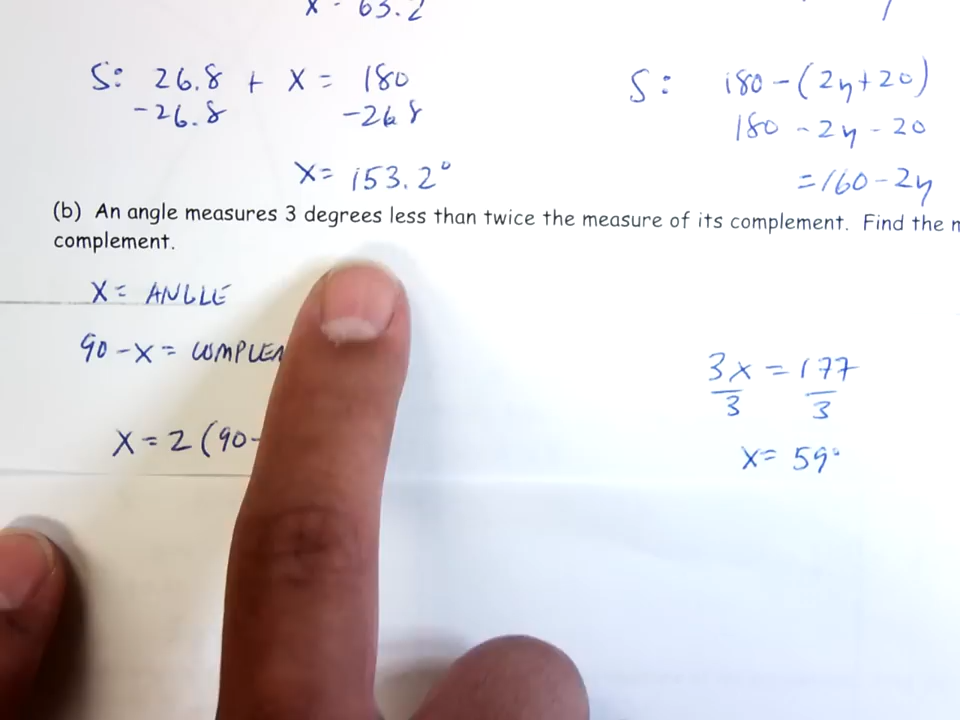 x = 63.2
S: 26.8 + x = 180
-26.8 -26.8
x = 153.2°
S: 180 - (2y + 20)
180 - 2y - 20
= 160 - 2y
(b) An angle measures 3 degrees less than twice the measure of its complement. Find the
complement.
x = ANGLE
90 - x =
x = 2 (90-
3x = 177
3 3
x = 59°